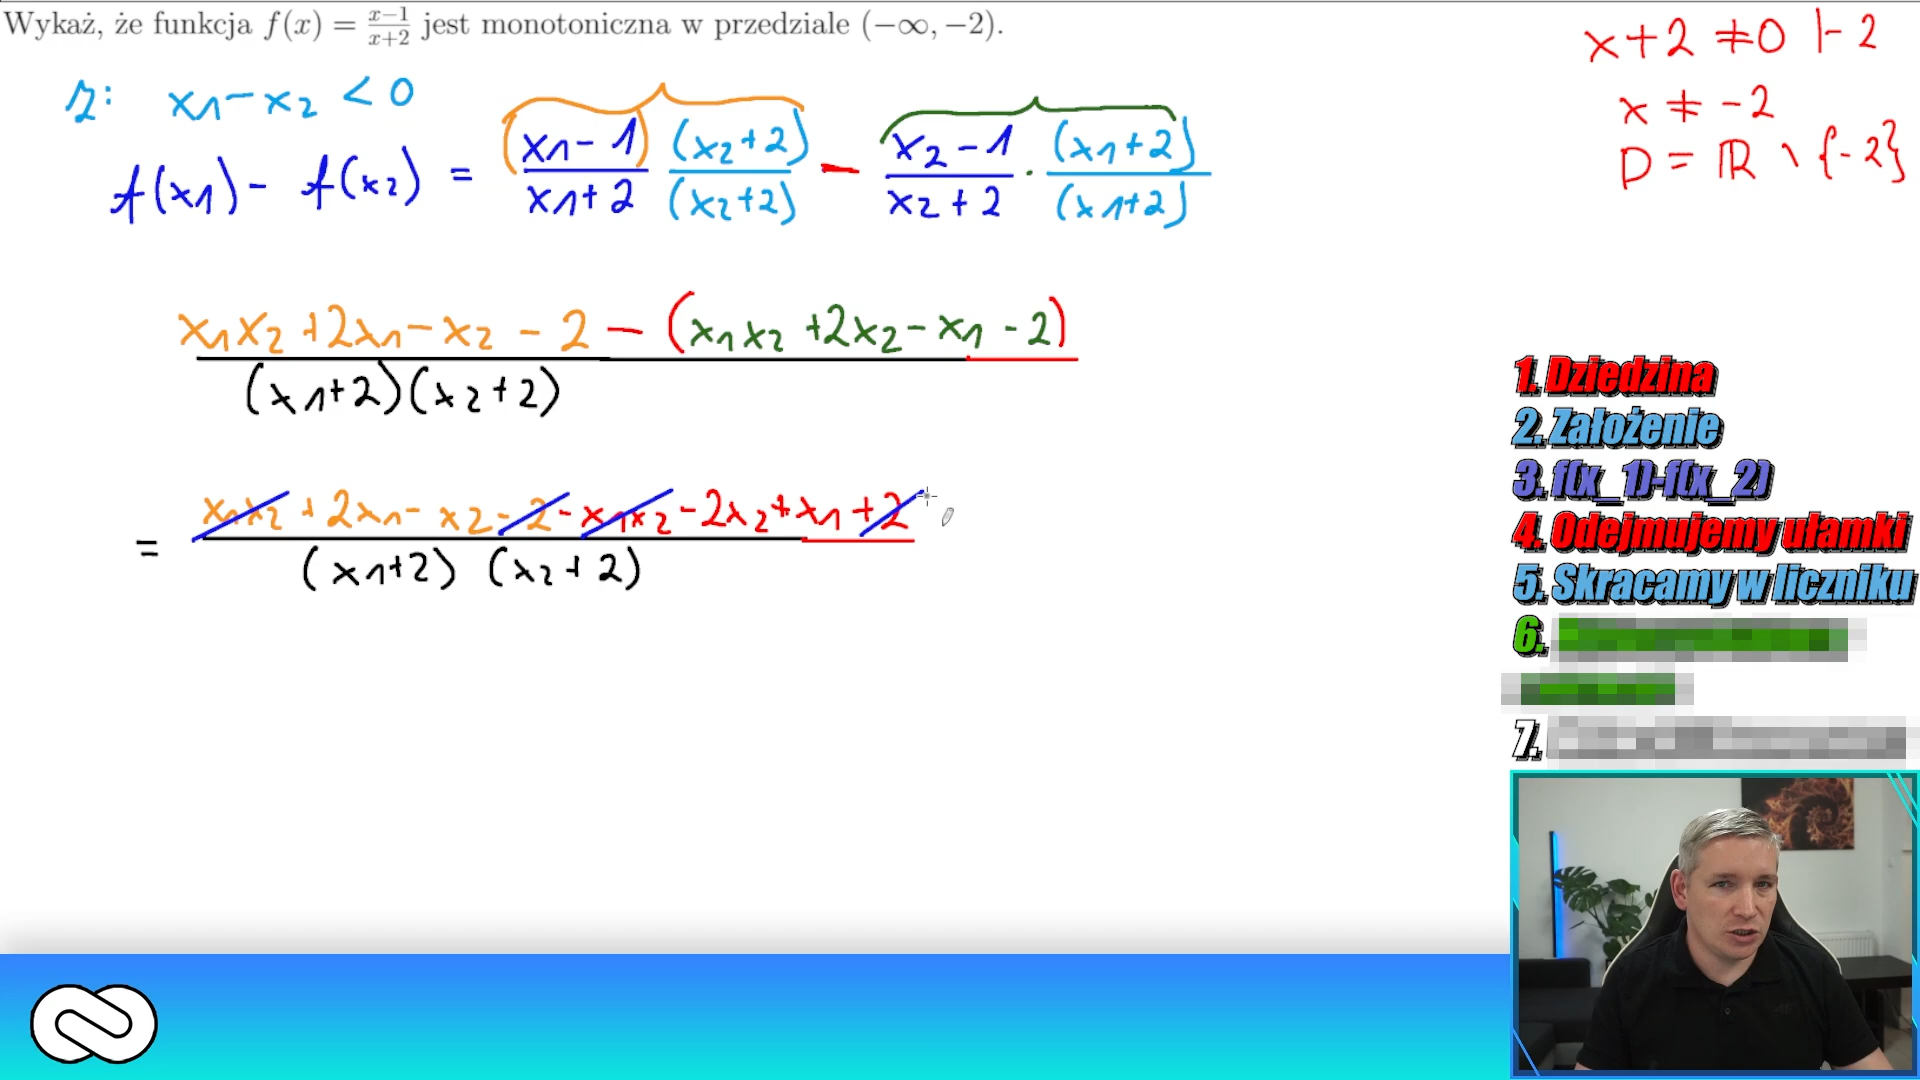 Wykaż, że funkcja f(x) = x−1/x+2 jest monotoniczna w przedziale (−∞, −2).
x+2 ≠0 |-2
x ≠ -2
D = ℝ \ {-2}
Z: x1-x2 < 0
f(x1) - f(x2) = (x1-1)/(x1+2) (x2+2)/(x2+2) - (x2-1)/(x2+2) · (x1+2)/(x1+2)
x1x2 +2x1-x2 - 2 - (x1x2 +2x2-x1 -2)
(x1+2)(x2+2)
= x1x2 + 2x1- x2 -2 - x1x2 -2x2+x1 +2
(x1+2) (x2+2)
1. Dziedzina
2. Założenie
3. f(x_1)-f(x_2)
4. Odejmujemy ułamki
5. Skracamy w liczniku
6.
7.